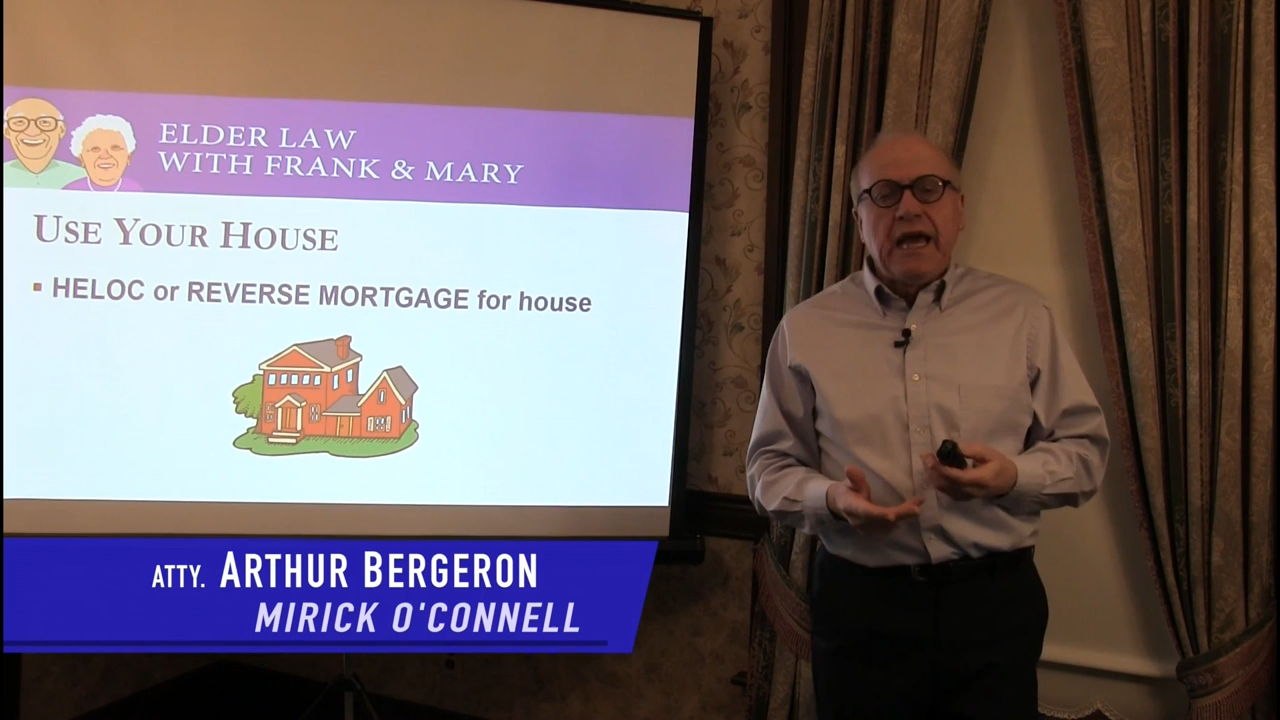 ELDER LAW
WITH FRANK & MARY
USE YOUR HOUSE
▪ HELOC or REVERSE MORTGAGE for house
ATTY. ARTHUR BERGERON
MIRICK O'CONNELL